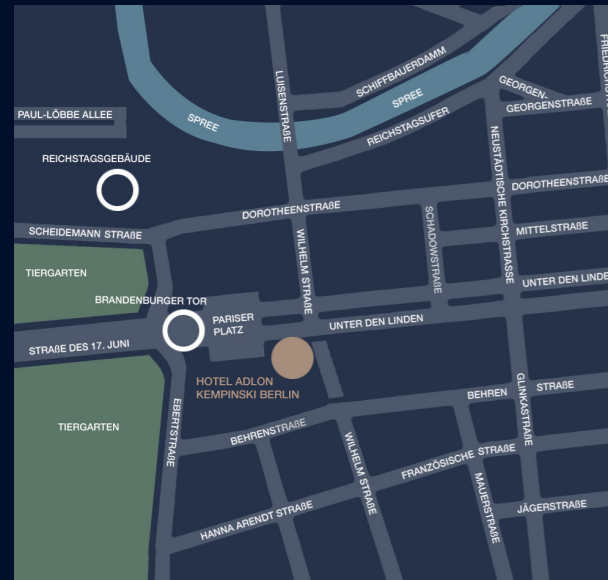 FRIEDRICHST
LUISENSTRAßE
SCHIFFBAUERDAMM
GEORGEN-
SPREE
GEORGENSTRAßE
PAUL-LÖBBE ALLEE
SPREE
REICHSTAGSUFER
NEUSTÄDTISCHE KIRCHSTRASSE
REICHSTAGSGEBÄUDE
DOROTHEENSTRAßE
DOROTHEENSTRAßE
SCHEIDEMANN STRAßE
WILHELM STRAßE
SCHADOWSTRAßE
MITTELSTRAßE
TIERGARTEN
UNTER DEN LINDE
BRANDENBURGER TOR
PARISER
PLATZ
UNTER DEN LINDEN
STRAßE DES 17. JUNI
HOTEL ADLON
KEMPINSKI BERLIN
EBERTSTRAßE
BEHREN
STRAßE
GLINKASTRAßE
TIERGARTEN
BEHRENSTRAßE
WILHELM STRAßE
FRANZÖSISCHE STRAßE
MAUERSTRAßE
HANNA ARENDT STRAßE
JÄGERSTRAßE